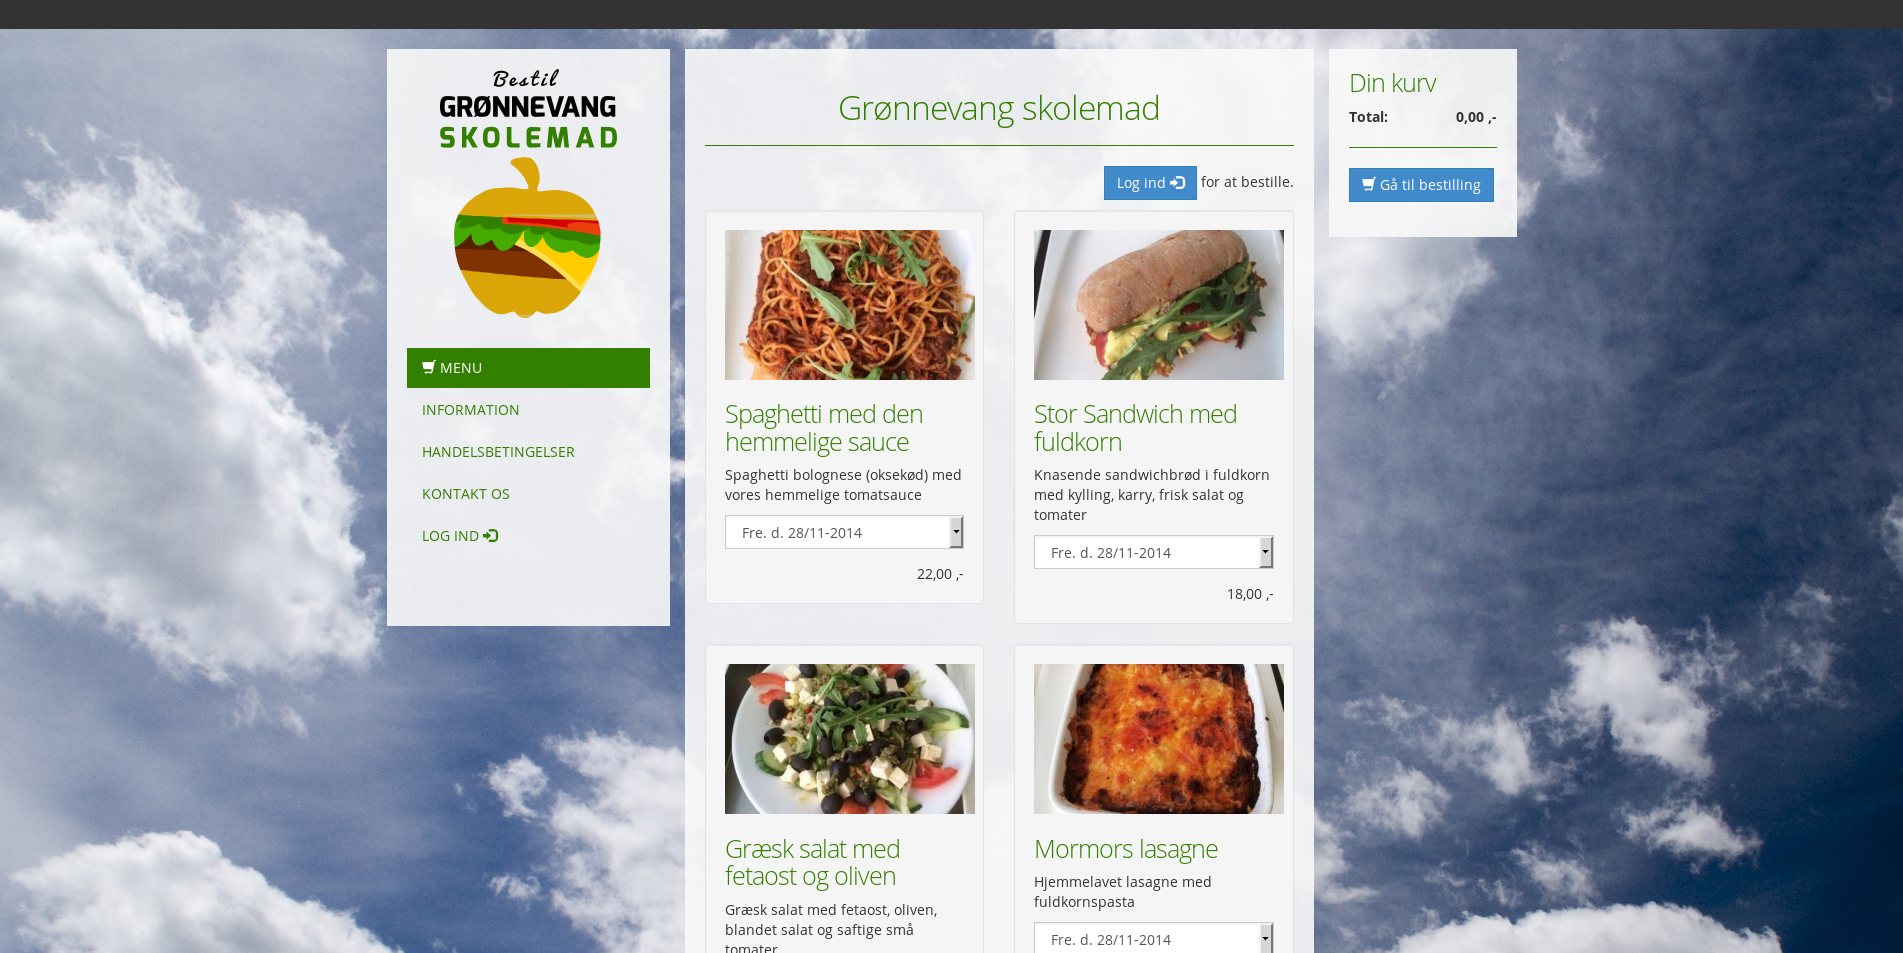 Bestil
GRØNNEVANG
SKOLEMAD
MENU
INFORMATION
HANDELSBETINGELSER
KONTAKT OS
LOG IND
Grønnevang skolemad
Log ind for at bestille.
Spaghetti med den
hemmelige sauce
Spaghetti bolognese (oksekød) med
vores hemmelige tomatsauce
Fre. d. 28/11-2014
22,00 ,-
Stor Sandwich med
fuldkorn
Knasende sandwichbrød i fuldkorn
med kylling, karry, frisk salat og
tomater
Fre. d. 28/11-2014
18,00 ,-
Græsk salat med
fetaost og oliven
Græsk salat med fetaost, oliven,
blandet salat og saftige små
tomater
Mormors lasagne
Hjemmelavet lasagne med
fuldkornspasta
Fre. d. 28/11-2014
Din kurv
Total: 0,00 ,-
Gå til bestilling